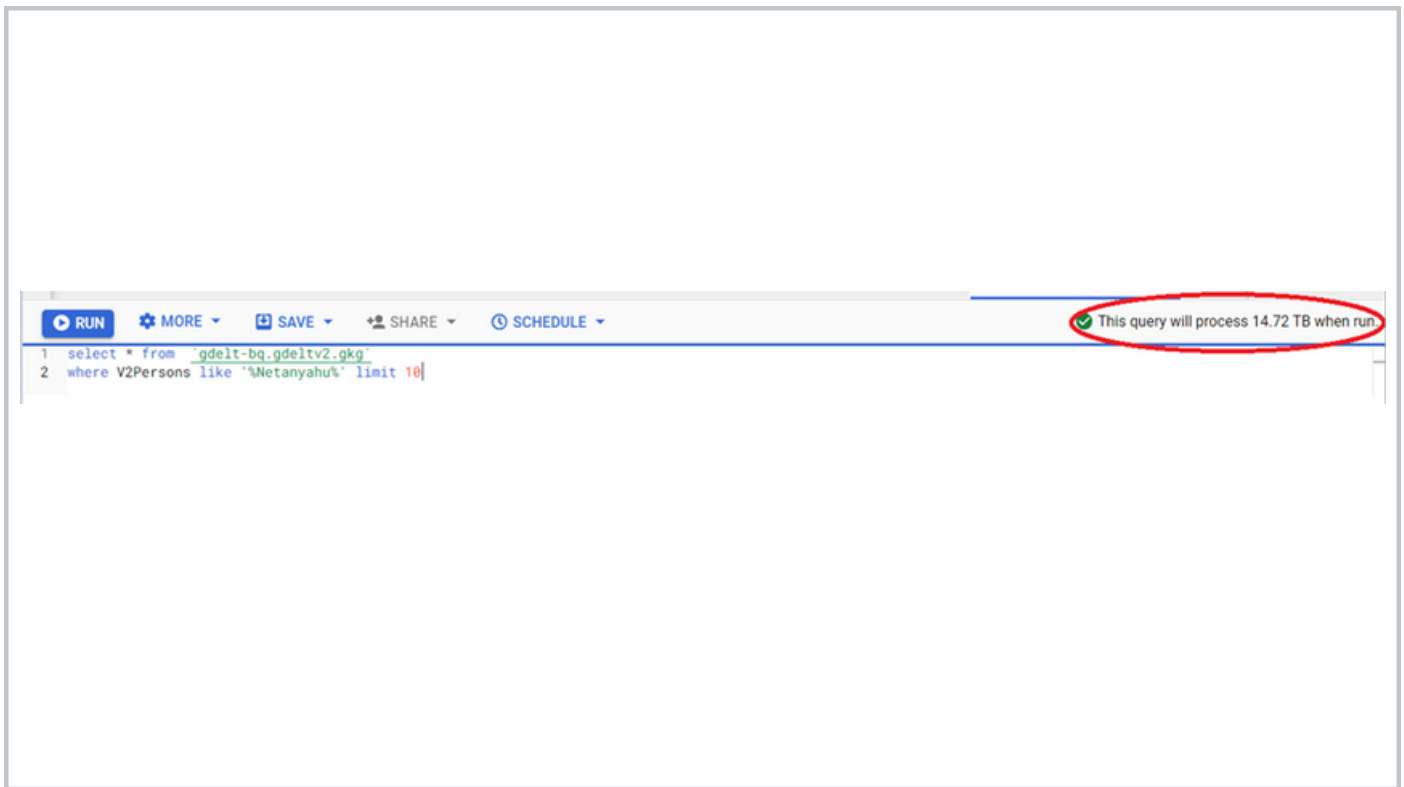 RUN MORE SAVE SHARE SCHEDULE This query will process 14.72 TB when run.
1 select * from `gdelt-bq.gdeltv2.gkg`
2 where V2Persons like '%Netanyahu%' limit 10